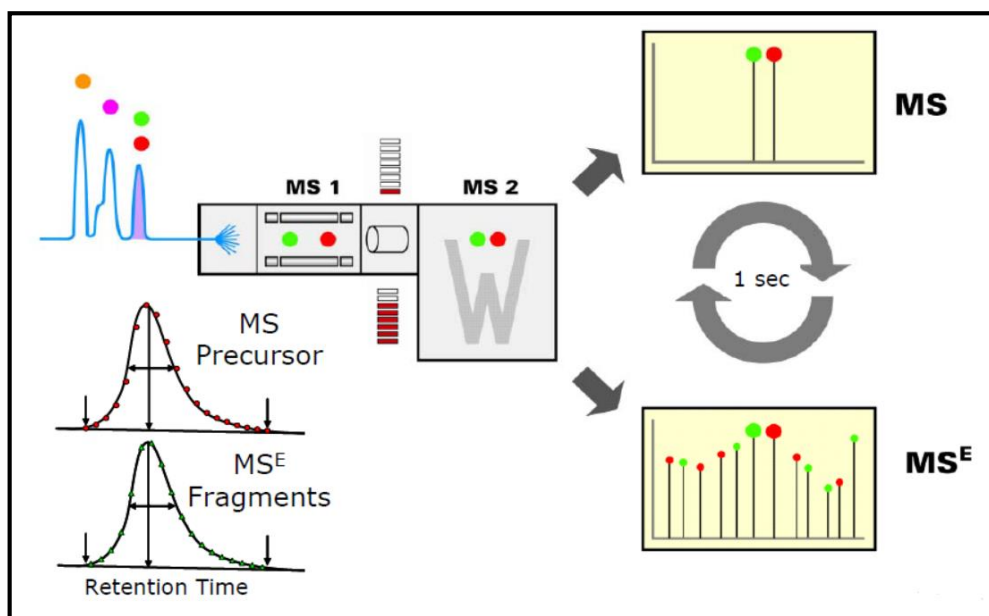 MS
MS 1
MS 2
1 sec
MS
Precursor
MSE
Fragments
MSE
Retention Time